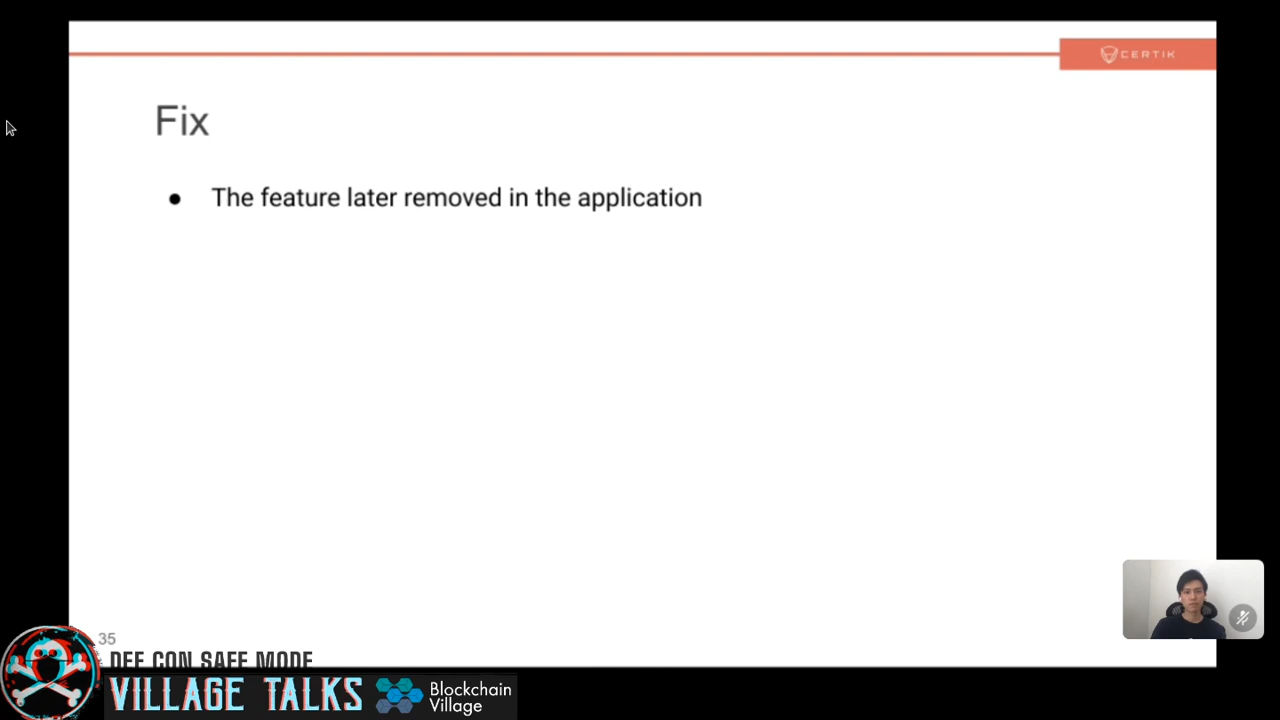 CERTIK
Fix
● The feature later removed in the application
35
DEF CON SAFE MODE
VILLAGE TALKS
Blockchain
Village